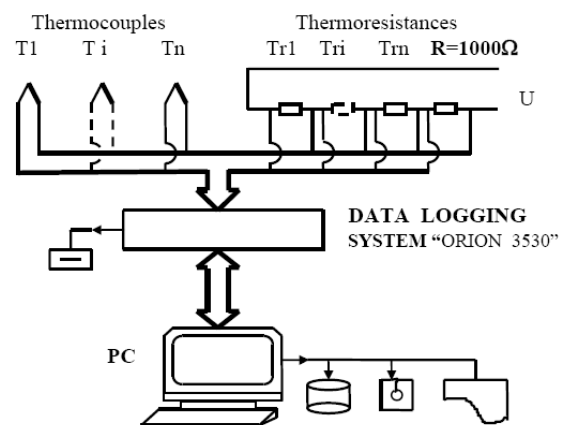 Thermocouples Thermoresistances
T1 T i Tn Tr1 Tri Trn R=1000Ω
U
DATA LOGGING
SYSTEM “ORION 3530”
PC